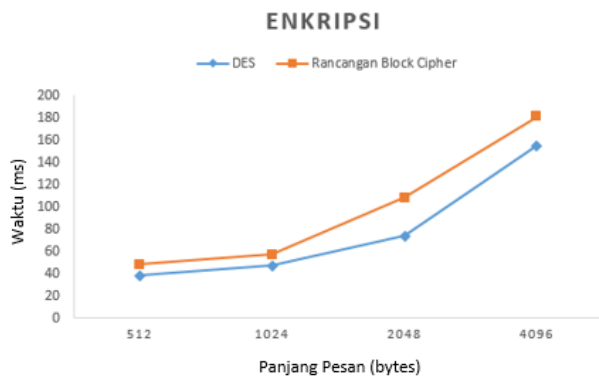 ENKRIPSI
DES Rancangan Block Cipher
200
180
160
140
120
100
80
60
40
20
0
Waktu (ms)
512 1024 2048 4096
Panjang Pesan (bytes)